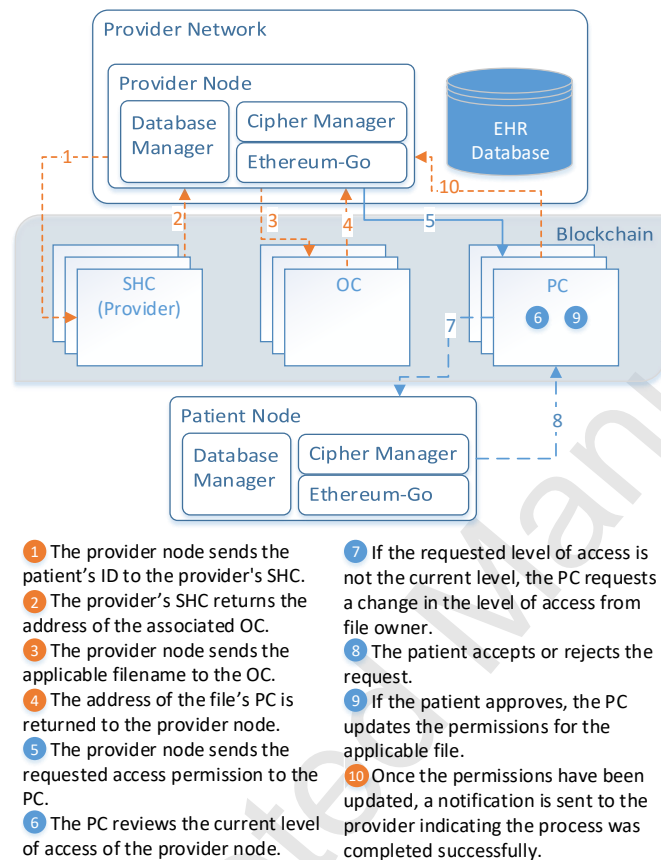 Provider Network
Provider Node
Database
Manager
Cipher Manager
Ethereum-Go
EHR
Database
1
2
3
4
5
10
Blockchain
SHC
(Provider)
OC
PC
6
9
7
8
Patient Node
Database
Manager
Cipher Manager
Ethereum-Go
1 The provider node sends the
patient's ID to the provider's SHC.
2 The provider's SHC returns the
address of the associated OC.
3 The provider node sends the
applicable filename to the OC.
4 The address of the file's PC is
returned to the provider node.
5 The provider node sends the
requested access permission to the
PC.
6 The PC reviews the current level
of access of the provider node.
7 If the requested level of access is
not the current level, the PC requests
a change in the level of access from
file owner.
8 The patient accepts or rejects the
request.
9 If the patient approves, the PC
updates the permissions for the
applicable file.
10 Once the permissions have been
updated, a notification is sent to the
provider indicating the process was
completed successfully.